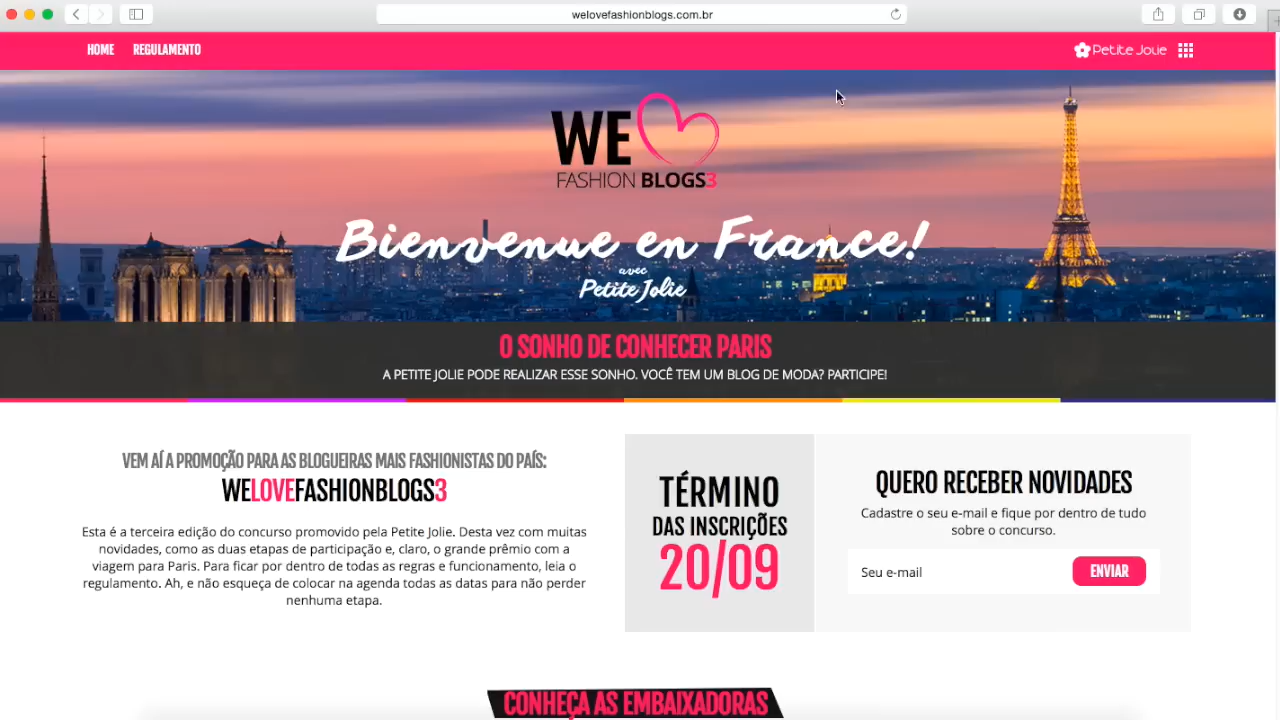 welovefashionblogs.com.br
HOME REGULAMENTO
Petite Jolie
WE
FASHION BLOGS3
Bienvenue en France!
avec
Petite Jolie
O SONHO DE CONHECER PARIS
A PETITE JOLIE PODE REALIZAR ESSE SONHO. VOCÊ TEM UM BLOG DE MODA? PARTICIPE!
VEM AÍ A PROMOÇÃO PARA AS BLOGUEIRAS MAIS FASHIONISTAS DO PAÍS:
WELOVEFASHIONBLOGS3
Esta é a terceira edição do concurso promovido pela Petite Jolie. Desta vez com muitas
novidades, como as duas etapas de participação e, claro, o grande prêmio com a
viagem para Paris. Para ficar por dentro de todas as regras e funcionamento, leia o
regulamento. Ah, e não esqueça de colocar na agenda todas as datas para não perder
nenhuma etapa.
TÉRMINO
DAS INSCRIÇÕES
20/09
QUERO RECEBER NOVIDADES
Cadastre o seu e-mail e fique por dentro de tudo
sobre o concurso.
Seu e-mail
ENVIAR
CONHEÇA AS EMBAIXADORAS